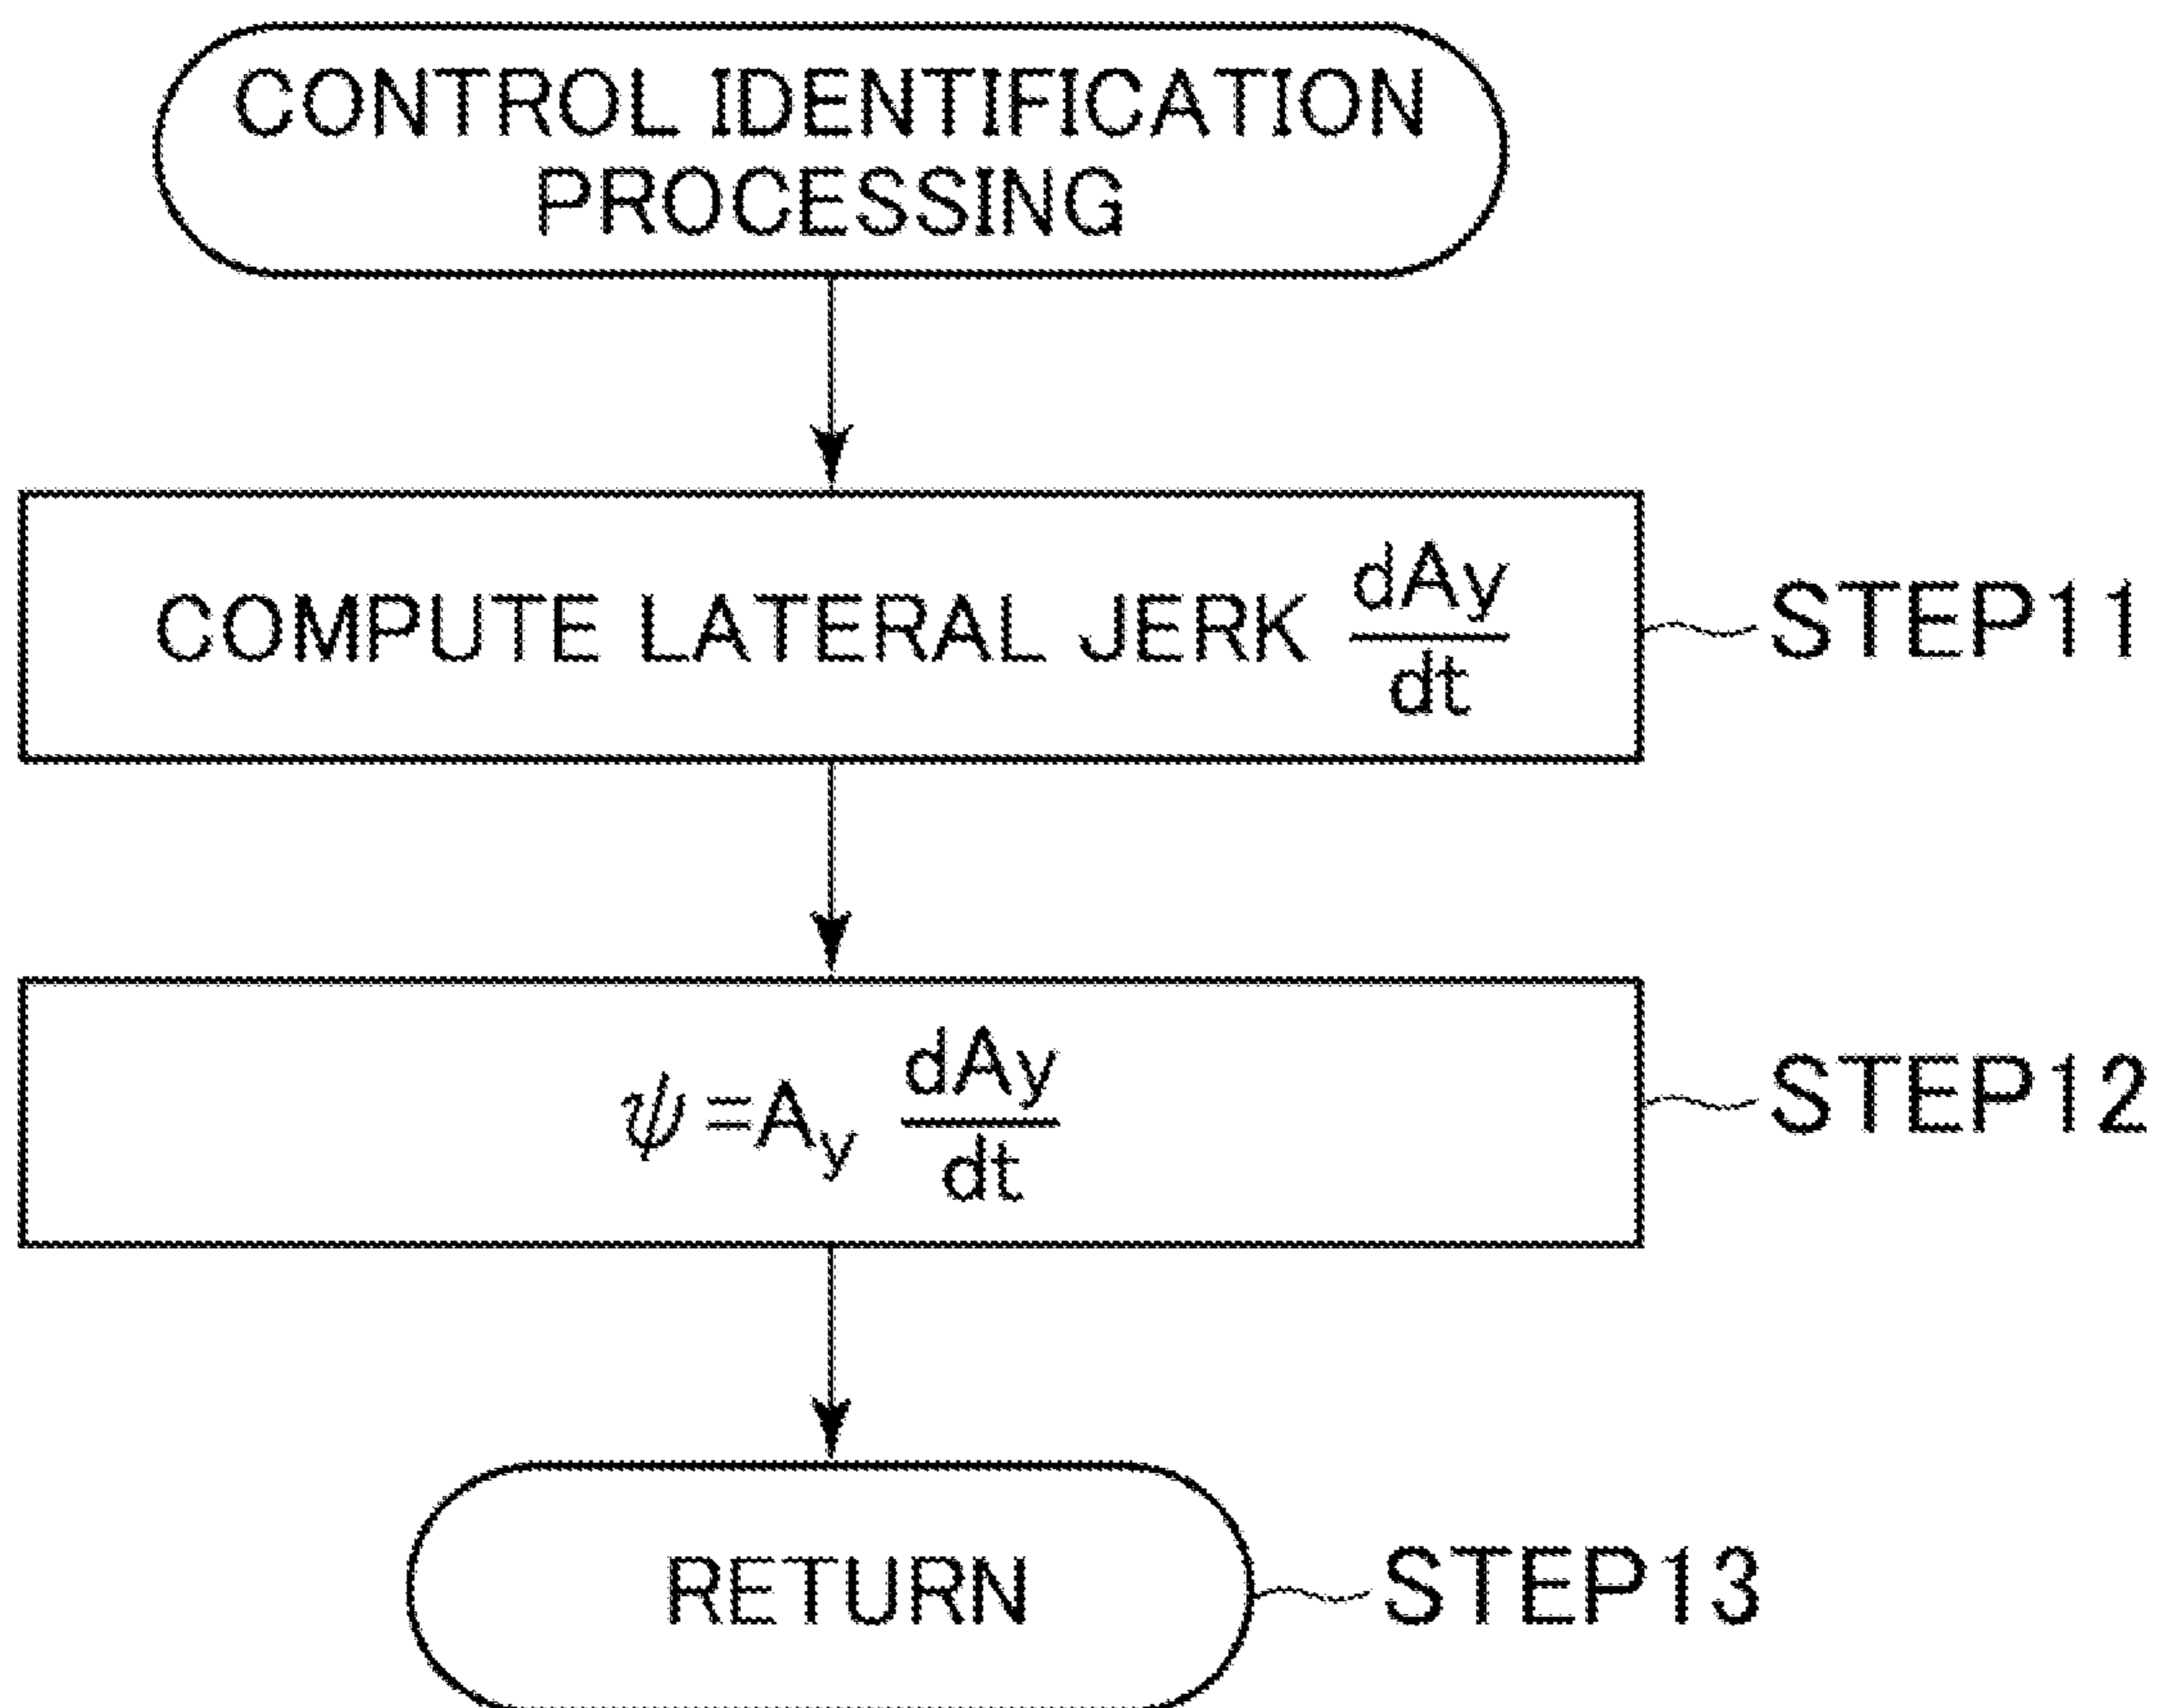 CONTROL IDENTIFICATION
PROCESSING
COMPUTE LATERAL JERK dAy/dt
STEP11
ψ=Ay dAy/dt
STEP12
RETURN
STEP13